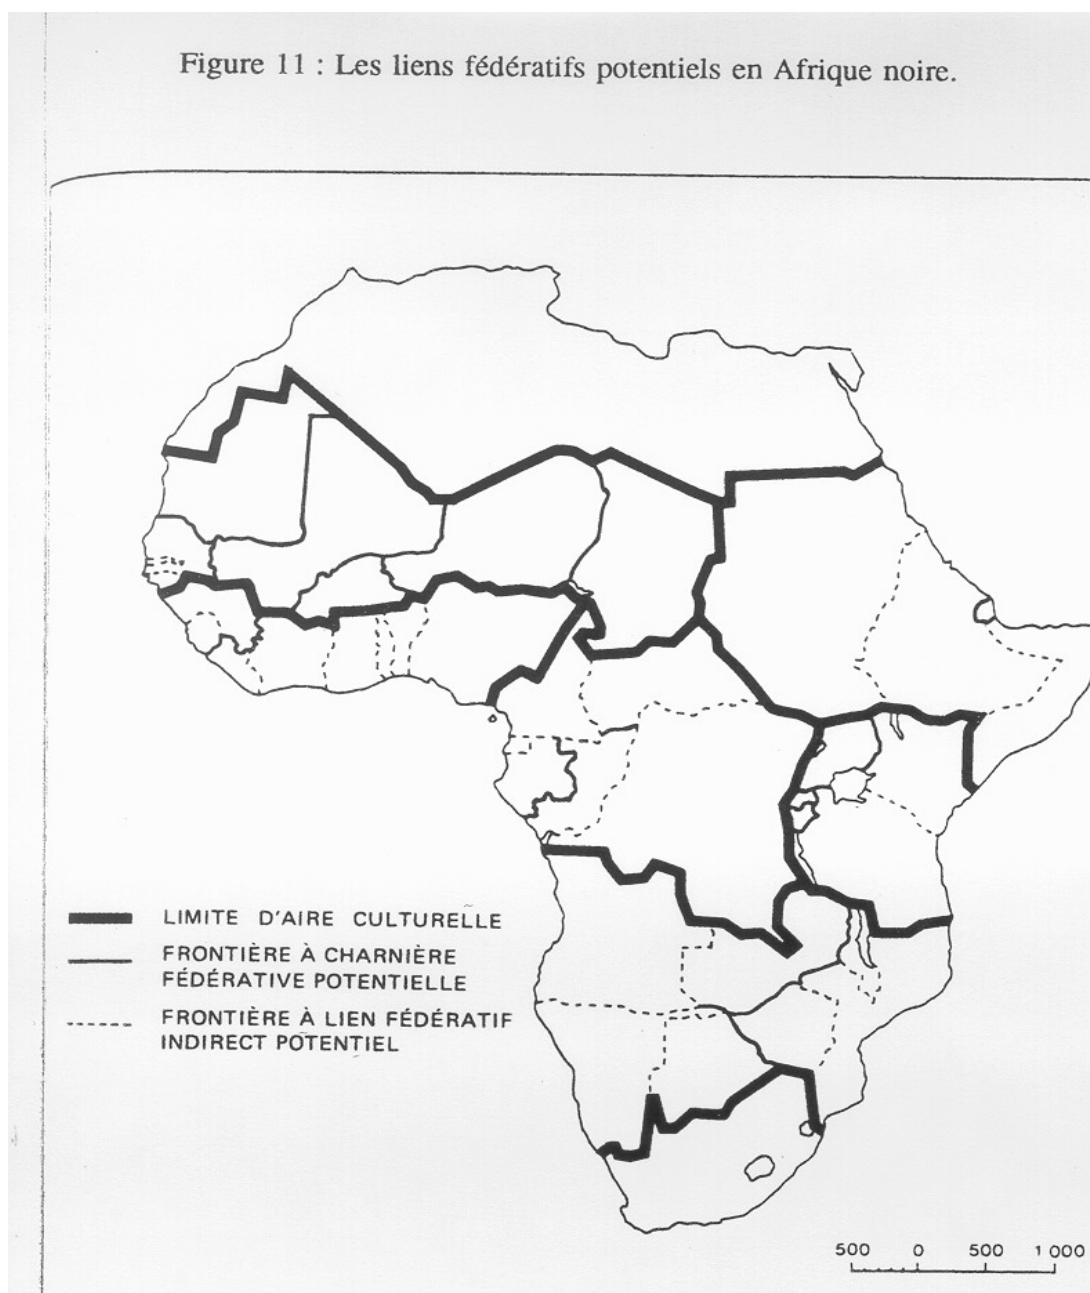 Figure 11 : Les liens fédératifs potentiels en Afrique noire.
LIMITE D'AIRE CULTURELLE
FRONTIÈRE À CHARNIÈRE
FÉDÉRATIVE POTENTIELLE
FRONTIÈRE À LIEN FÉDÉRATIF
INDIRECT POTENTIEL
500 0 500 1 000